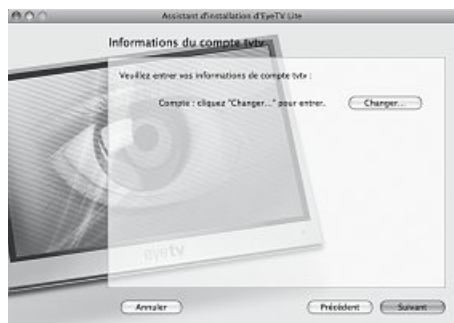 Assistant d'installation d'EyeTV Lite
Informations du compte tvtv
Veuillez entrer vos informations de compte tvtv :
Compte : cliquez "Changer..." pour entrer.
Changer...
eyetv
Annuler
Précédent
Suivant